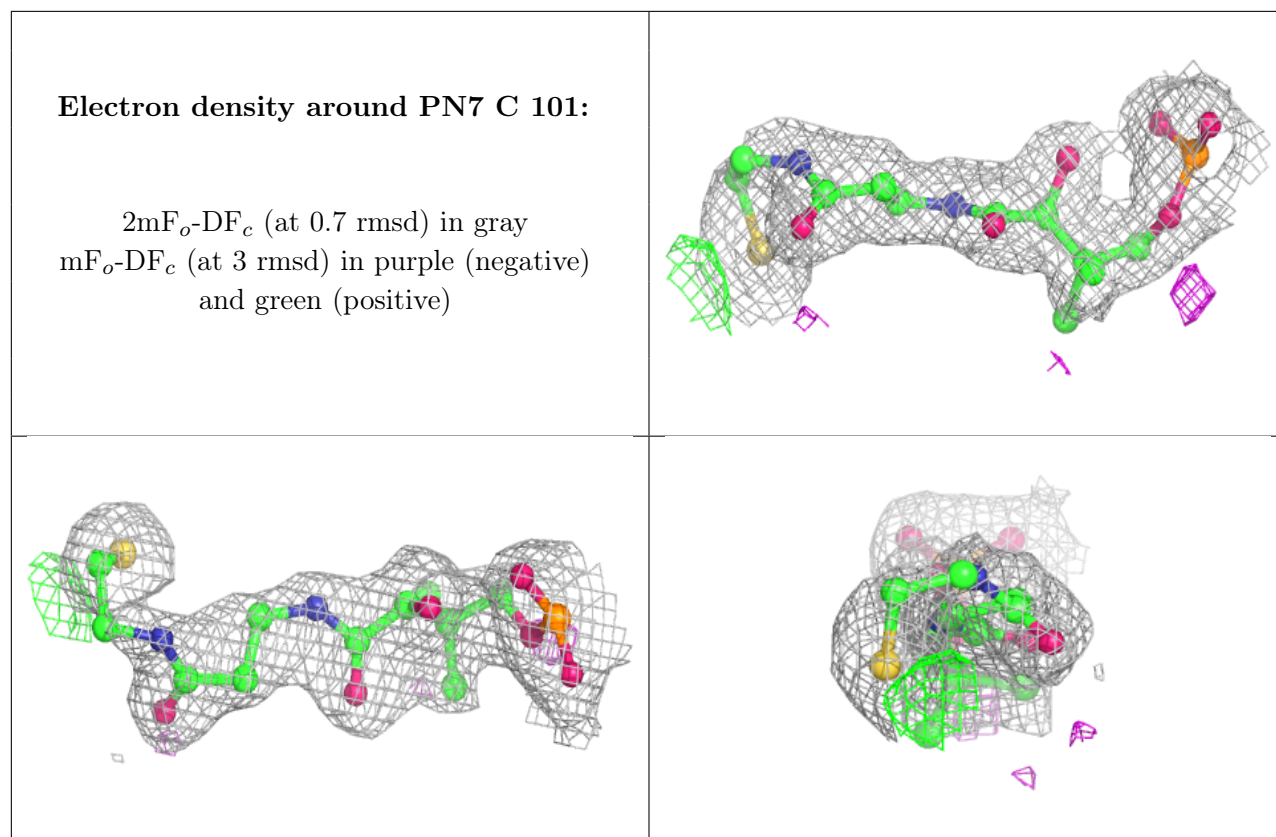 Electron density around PN7 C 101:
2mFo-DFc (at 0.7 rmsd) in gray
mFo-DFc (at 3 rmsd) in purple (negative)
and green (positive)